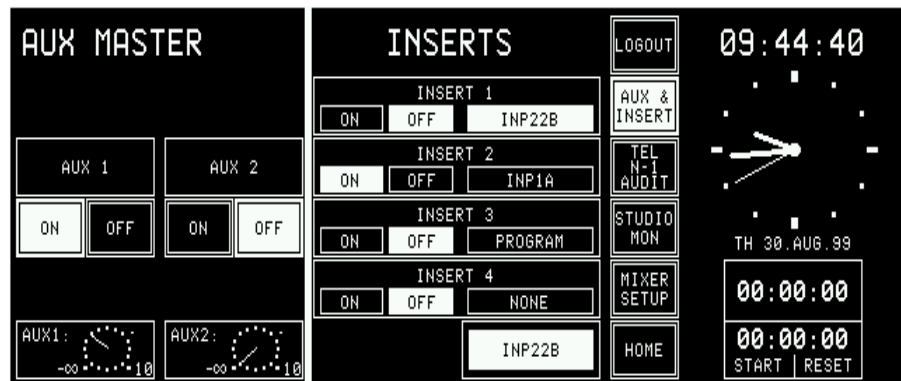 AUX MASTER
AUX 1
AUX 2
ON
OFF
ON
OFF
AUX1:
-∞
10
AUX2:
-∞
10
INSERTS
INSERT 1
ON
OFF
INP22B
INSERT 2
ON
OFF
INP1A
INSERT 3
ON
OFF
PROGRAM
INSERT 4
ON
OFF
NONE
INP22B
LOGOUT
AUX &
INSERT
TEL
N-1
AUDIT
STUDIO
MON
MIXER
SETUP
HOME
09:44:40
TH 30.AUG.99
00:00:00
00:00:00
START
RESET